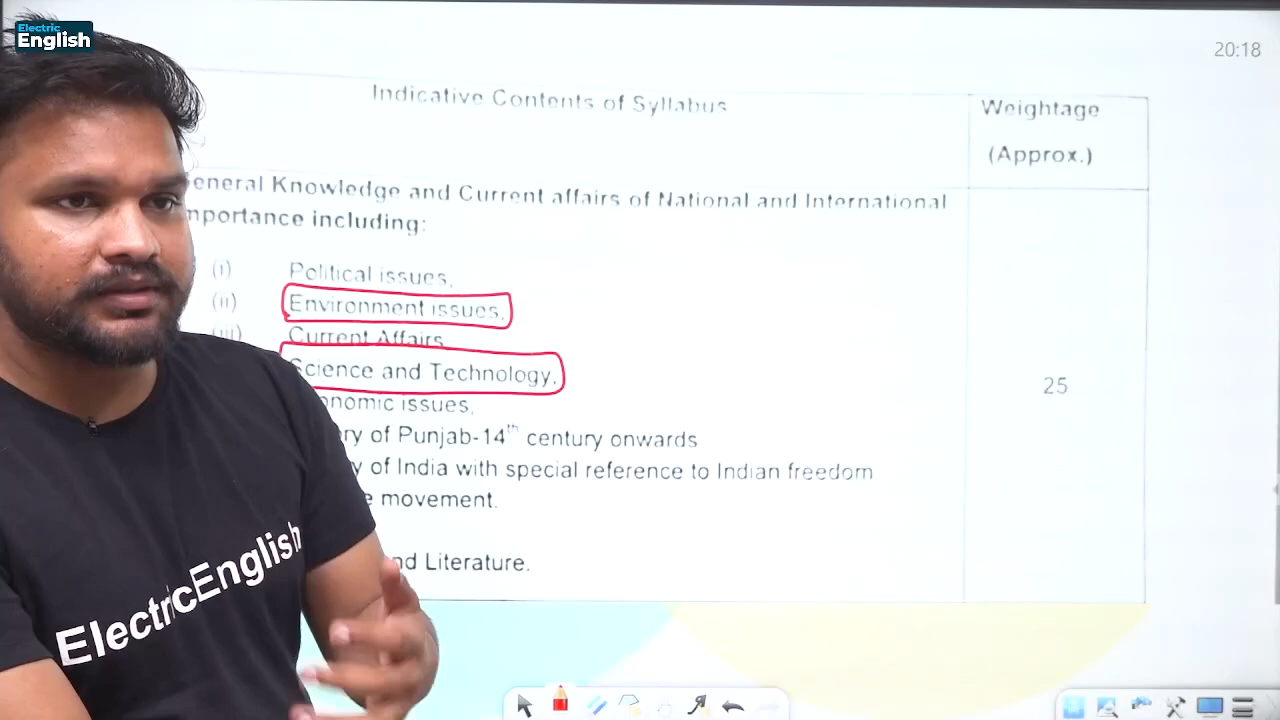 Electric
English
20:18
Indicative Contents of Syllabus
Weightage
(Approx.)
eneral Knowledge and Current affairs of National and International
mportance including:
(i) Political issues,
(ii) Environment issues,
(iii) Current Affairs
Science and Technology,
onomic issues,
ry of Punjab-14th century onwards
y of India with special reference to Indian freedom
e movement.
nd Literature.
25
ElectricEnglish